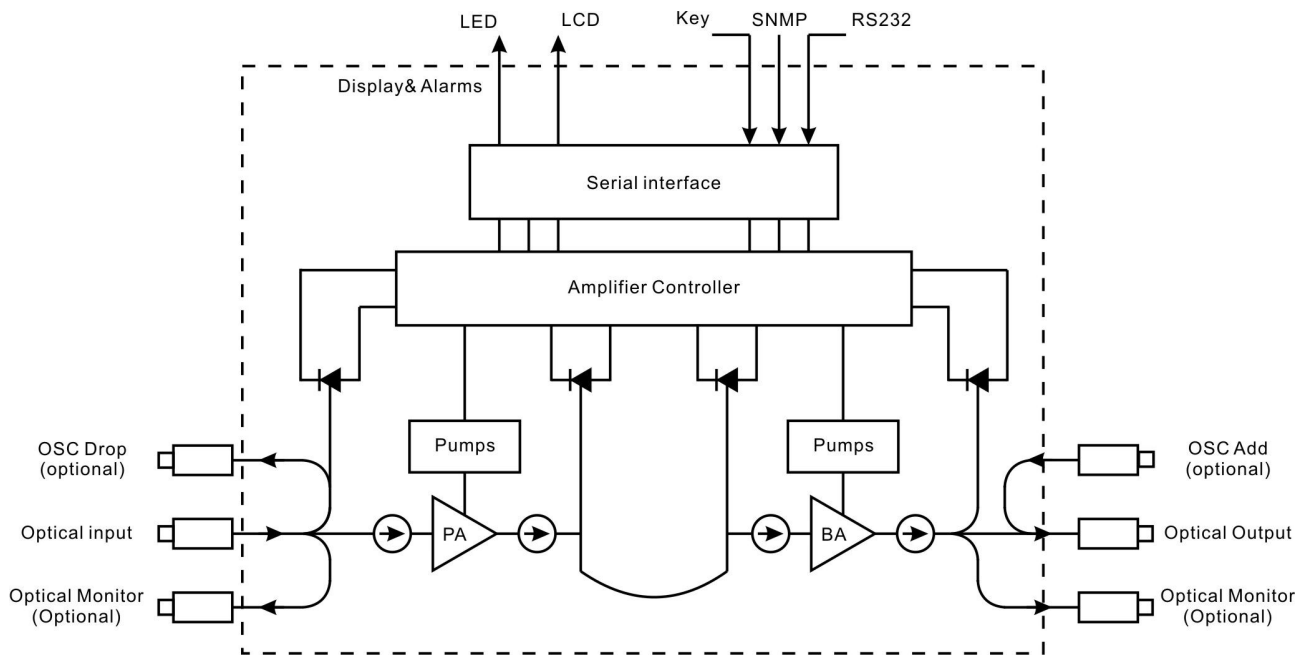 LED
LCD
Key
SNMP
RS232
Display& Alarms
Serial interface
Amplifier Controller
Pumps
Pumps
OSC Drop
(optional)
OSC Add
(optional)
Optical input
PA
BA
Optical Output
Optical Monitor
(Optional)
Optical Monitor
(Optional)